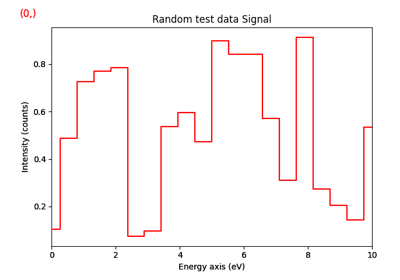 (0,)
Random test data Signal
Intensity (counts)
0.8
0.6
0.4
0.2
0 2 4 6 8 10
Energy axis (eV)